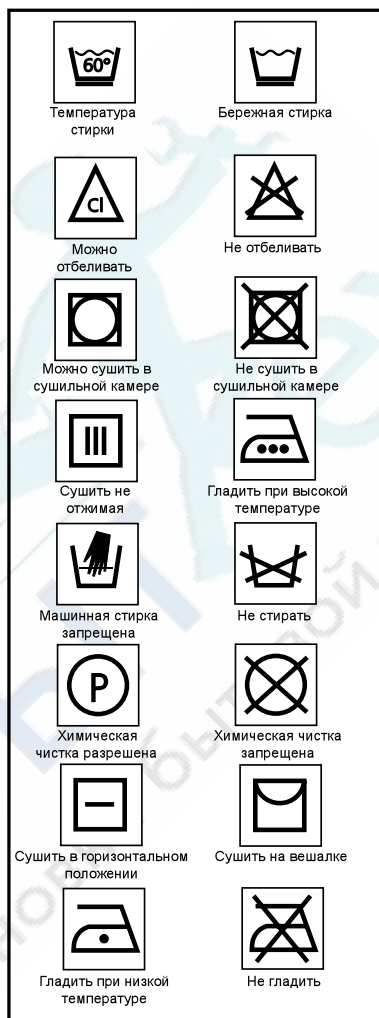 60°
Температура
стирки
Бережная стирка
Cl
Можно
отбеливать
Не отбеливать
Можно сушить в
сушильной камере
Не сушить в
сушильной камере
Сушить не
отжимая
Гладить при высокой
температуре
Машинная стирка
запрещена
Не стирать
P
Химическая
чистка разрешена
Химическая чистка
запрещена
Сушить в горизонтальном
положении
Сушить на вешалке
Гладить при низкой
температуре
Не гладить